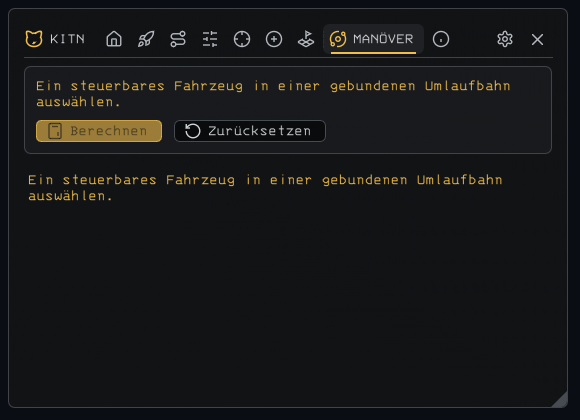 KITN MANÖVER
Ein steuerbares Fahrzeug in einer gebundenen Umlaufbahn
auswählen.
Berechnen Zurücksetzen
Ein steuerbares Fahrzeug in einer gebundenen Umlaufbahn
auswählen.